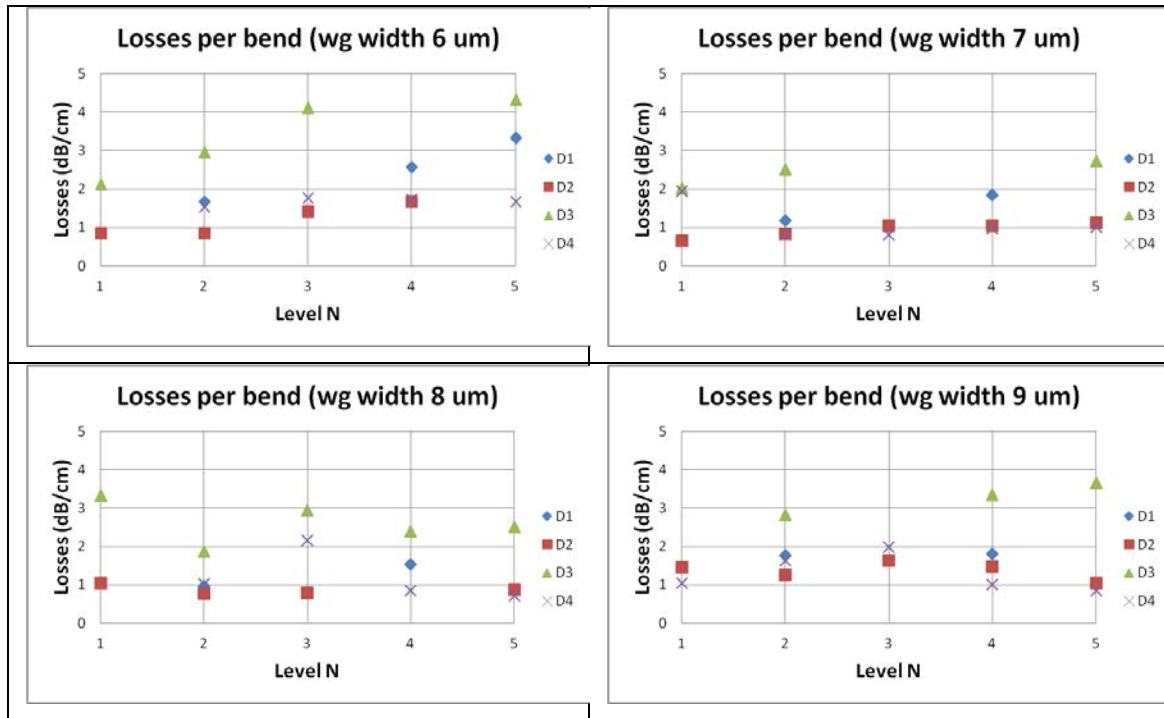 Losses per bend (wg width 6 um)
Losses (dB/cm)
5
4
3
2
1
0
1 2 3 4 5
Level N
D1
D2
D3
D4
Losses per bend (wg width 7 um)
Losses (dB/cm)
5
4
3
2
1
0
1 2 3 4 5
Level N
D1
D2
D3
D4
Losses per bend (wg width 8 um)
Losses (dB/cm)
5
4
3
2
1
0
1 2 3 4 5
Level N
D1
D2
D3
D4
Losses per bend (wg width 9 um)
Losses (dB/cm)
5
4
3
2
1
0
1 2 3 4 5
Level N
D1
D2
D3
D4